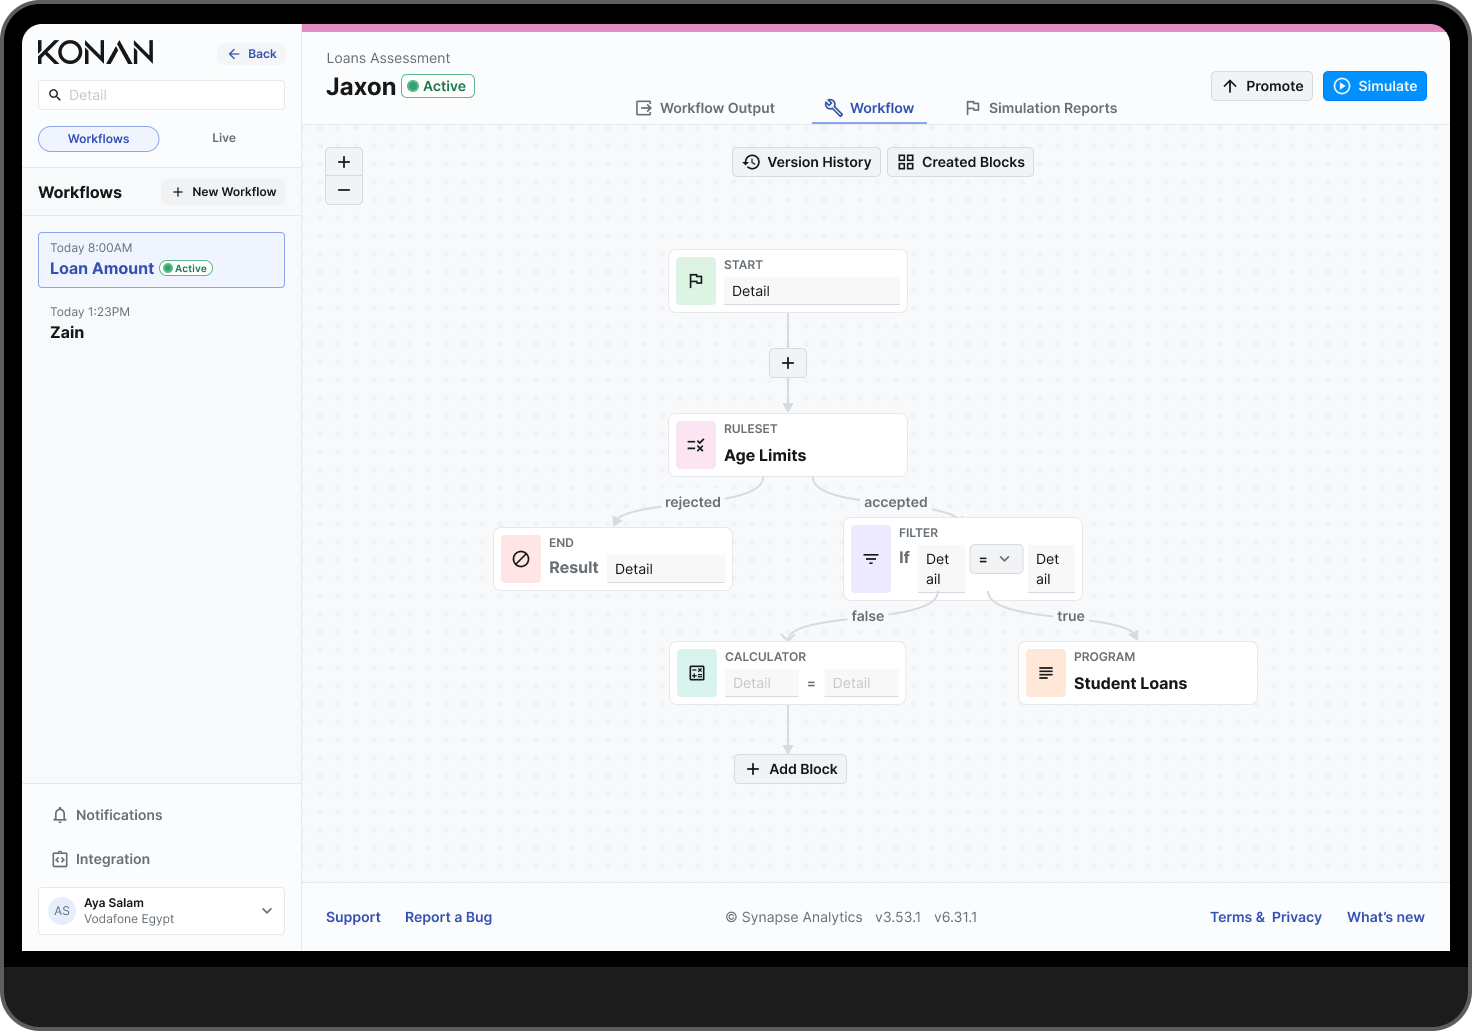 KONAN
Back
Detail
Workflows
Live
Workflows
New Workflow
Today 8:00AM
Loan Amount
Active
Today 1:23PM
Zain
Notifications
Integration
AS
Aya Salam
Vodafone Egypt
Loans Assessment
Jaxon
Active
Workflow Output
Workflow
Simulation Reports
Promote
Simulate
+
−
Version History
Created Blocks
START
Detail
+
RULESET
Age Limits
rejected
accepted
END
Result
Detail
FILTER
If
Det
ail
=
Det
ail
false
true
CALCULATOR
Detail
=
Detail
PROGRAM
Student Loans
+ Add Block
Support
Report a Bug
© Synapse Analytics v3.53.1 v6.31.1
Terms & Privacy
What's new